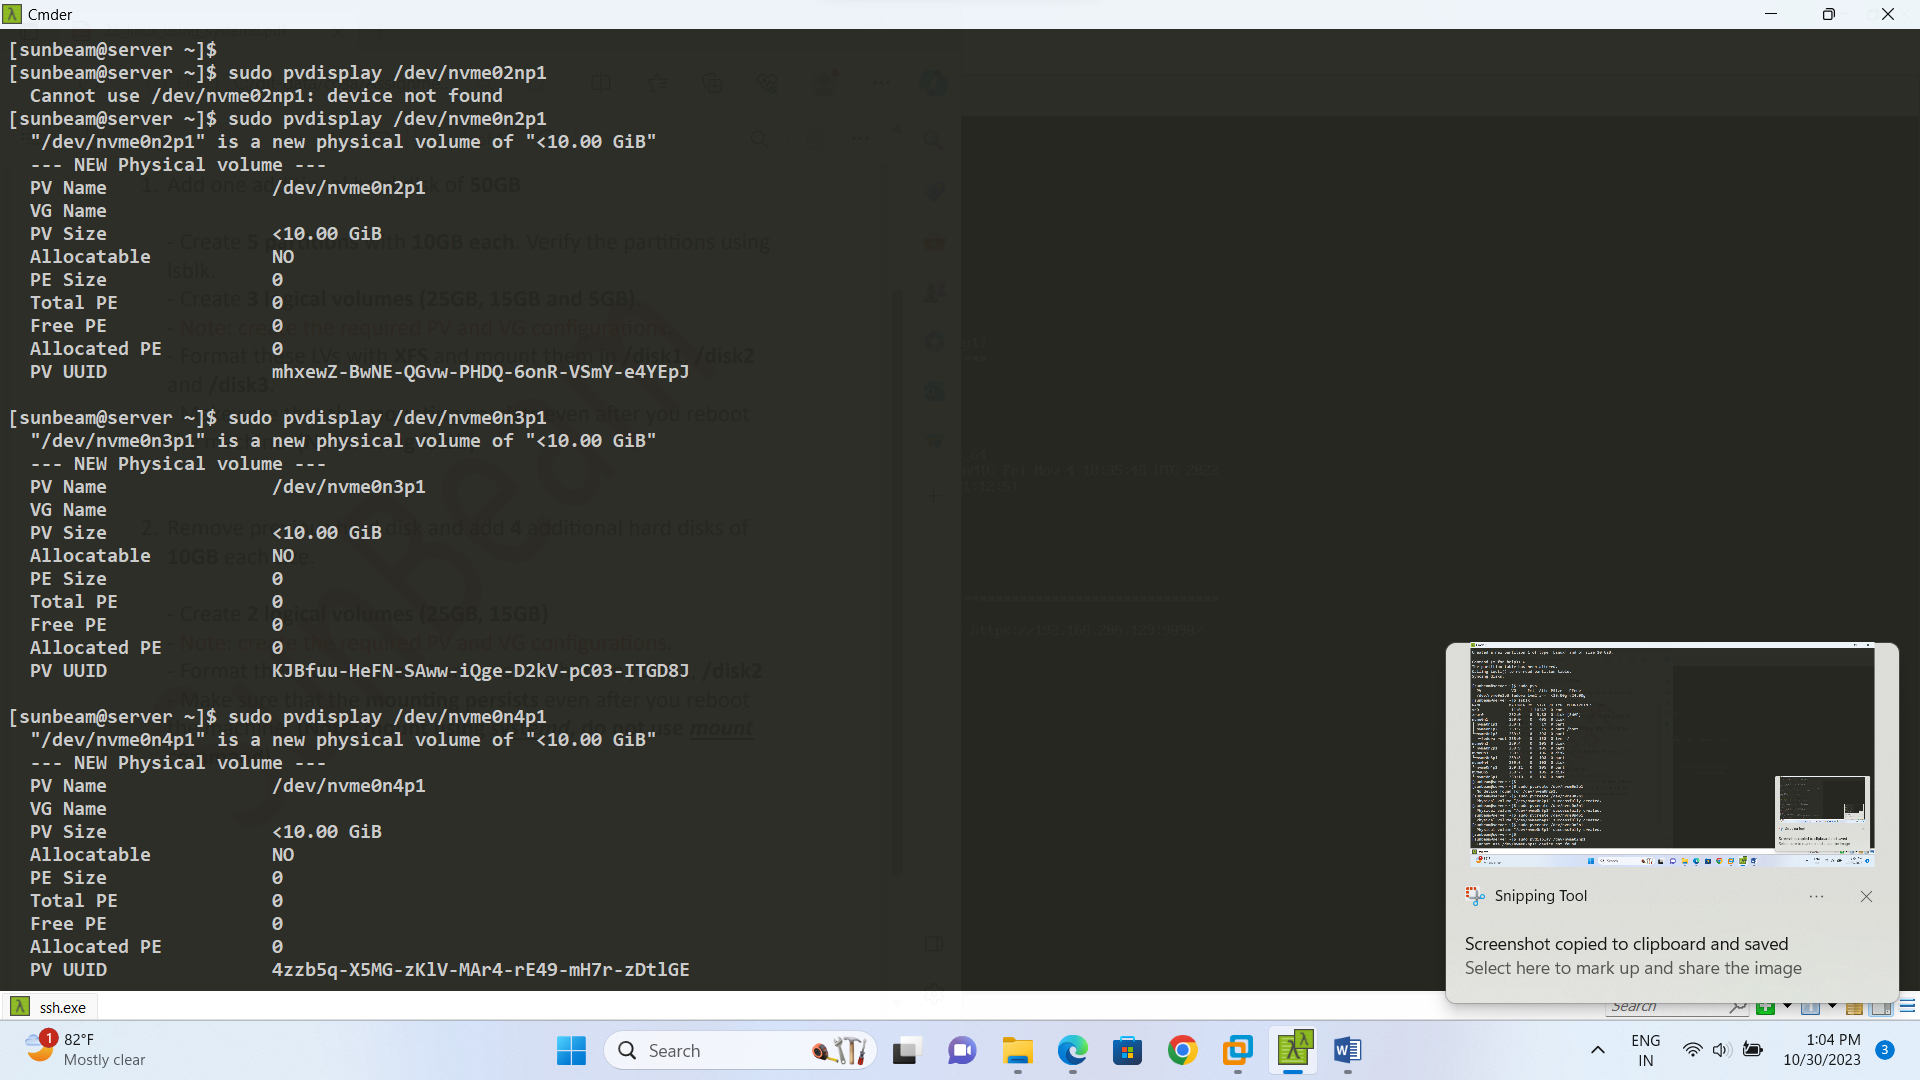 Cmder
[sunbeam@server ~]$
[sunbeam@server ~]$ sudo pvdisplay /dev/nvme02np1
  Cannot use /dev/nvme02np1: device not found
[sunbeam@server ~]$ sudo pvdisplay /dev/nvme0n2p1
  "/dev/nvme0n2p1" is a new physical volume of "<10.00 GiB"
  --- NEW Physical volume ---
  PV Name               /dev/nvme0n2p1
  VG Name
  PV Size               <10.00 GiB
  Allocatable           NO
  PE Size               0
  Total PE              0
  Free PE               0
  Allocated PE          0
  PV UUID               mhxewZ-BwNE-QGvw-PHDQ-6onR-VSmY-e4YEpJ
[sunbeam@server ~]$ sudo pvdisplay /dev/nvme0n3p1
  "/dev/nvme0n3p1" is a new physical volume of "<10.00 GiB"
  --- NEW Physical volume ---
  PV Name               /dev/nvme0n3p1
  VG Name
  PV Size               <10.00 GiB
  Allocatable           NO
  PE Size               0
  Total PE              0
  Free PE               0
  Allocated PE          0
  PV UUID               KJBfuu-HeFN-SAww-iQge-D2kV-pC03-ITGD8J
[sunbeam@server ~]$ sudo pvdisplay /dev/nvme0n4p1
  "/dev/nvme0n4p1" is a new physical volume of "<10.00 GiB"
  --- NEW Physical volume ---
  PV Name               /dev/nvme0n4p1
  VG Name
  PV Size               <10.00 GiB
  Allocatable           NO
  PE Size               0
  Total PE              0
  Free PE               0
  Allocated PE          0
  PV UUID               4zzb5q-X5MG-zKlV-MAr4-rE49-mH7r-zDtlGE
Snipping Tool
Screenshot copied to clipboard and saved
Select here to mark up and share the image
ssh.exe
Search
1
82°F
Mostly clear
Search
ENG
IN
1:04 PM
10/30/2023
3